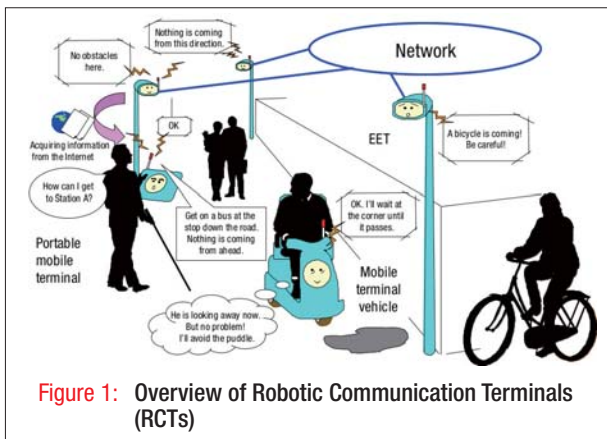 Nothing is coming
from this direction.
No obstacles
here.
Network
OK
Acquiring information
from the Internet
EET
A bicycle is coming!
Be careful!
How can I get
to Station A?
Get on a bus at the
stop down the road.
Nothing is coming
from ahead.
OK. I'll wait at
the corner until
it passes.
Portable
mobile
terminal
Mobile
terminal
vehicle
He is looking away now.
But no problem!
I'll avoid the puddle.
Figure 1: Overview of Robotic Communication Terminals
(RCTs)